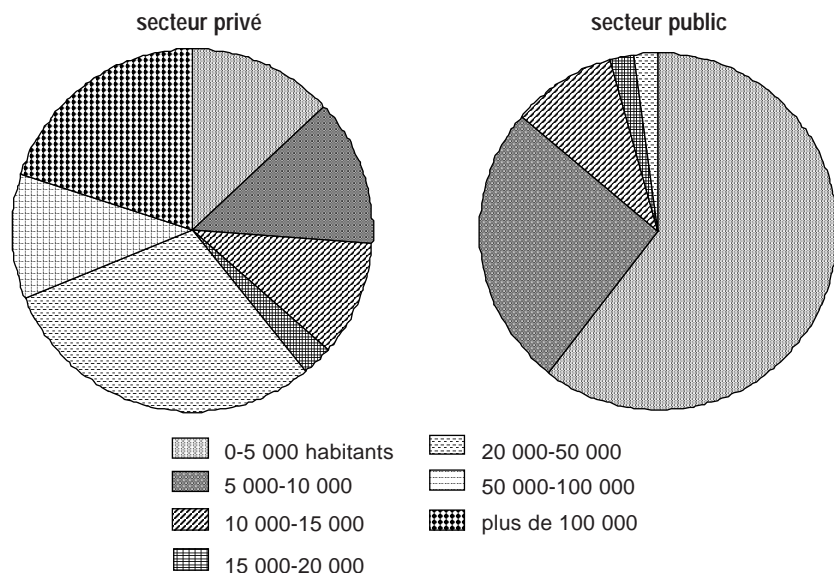 secteur privé
secteur public
0-5 000 habitants
5 000-10 000
10 000-15 000
15 000-20 000
20 000-50 000
50 000-100 000
plus de 100 000